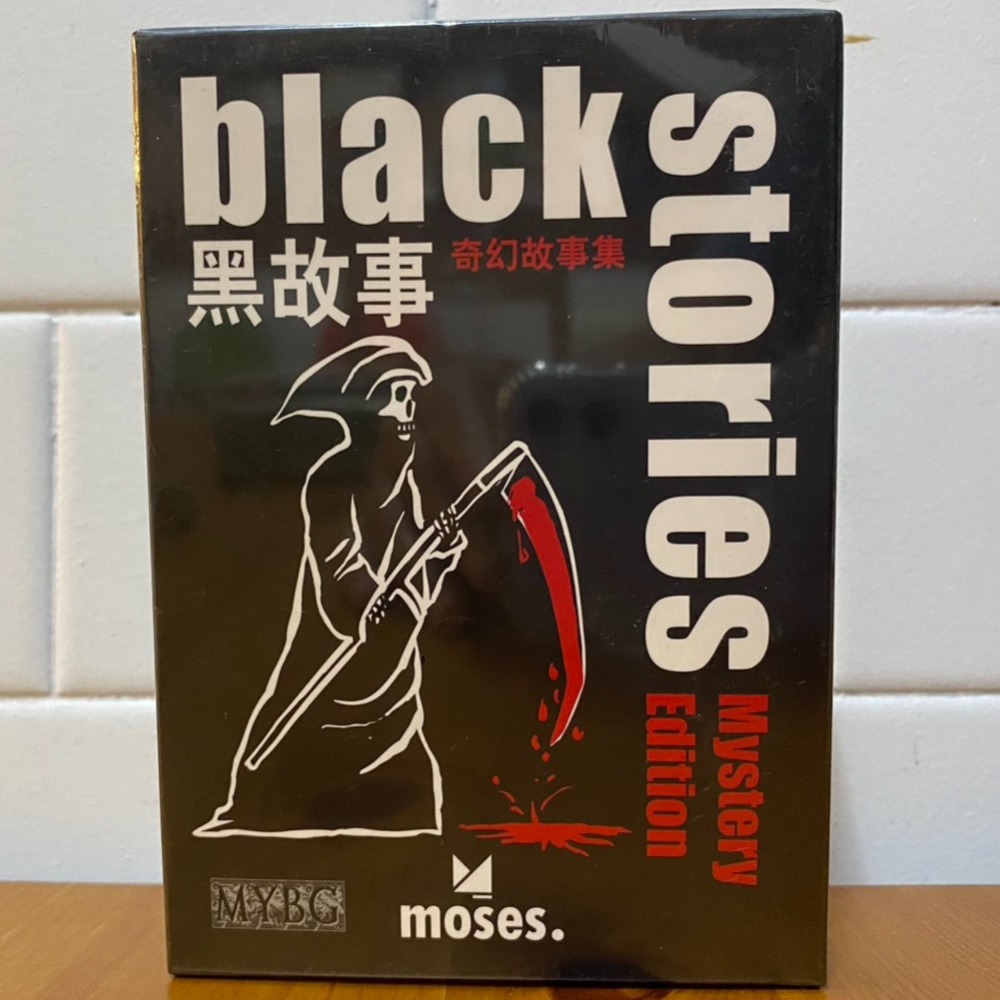 black
stories
黑故事
奇幻故事集
Mystery
Edition
MYBG
moses.